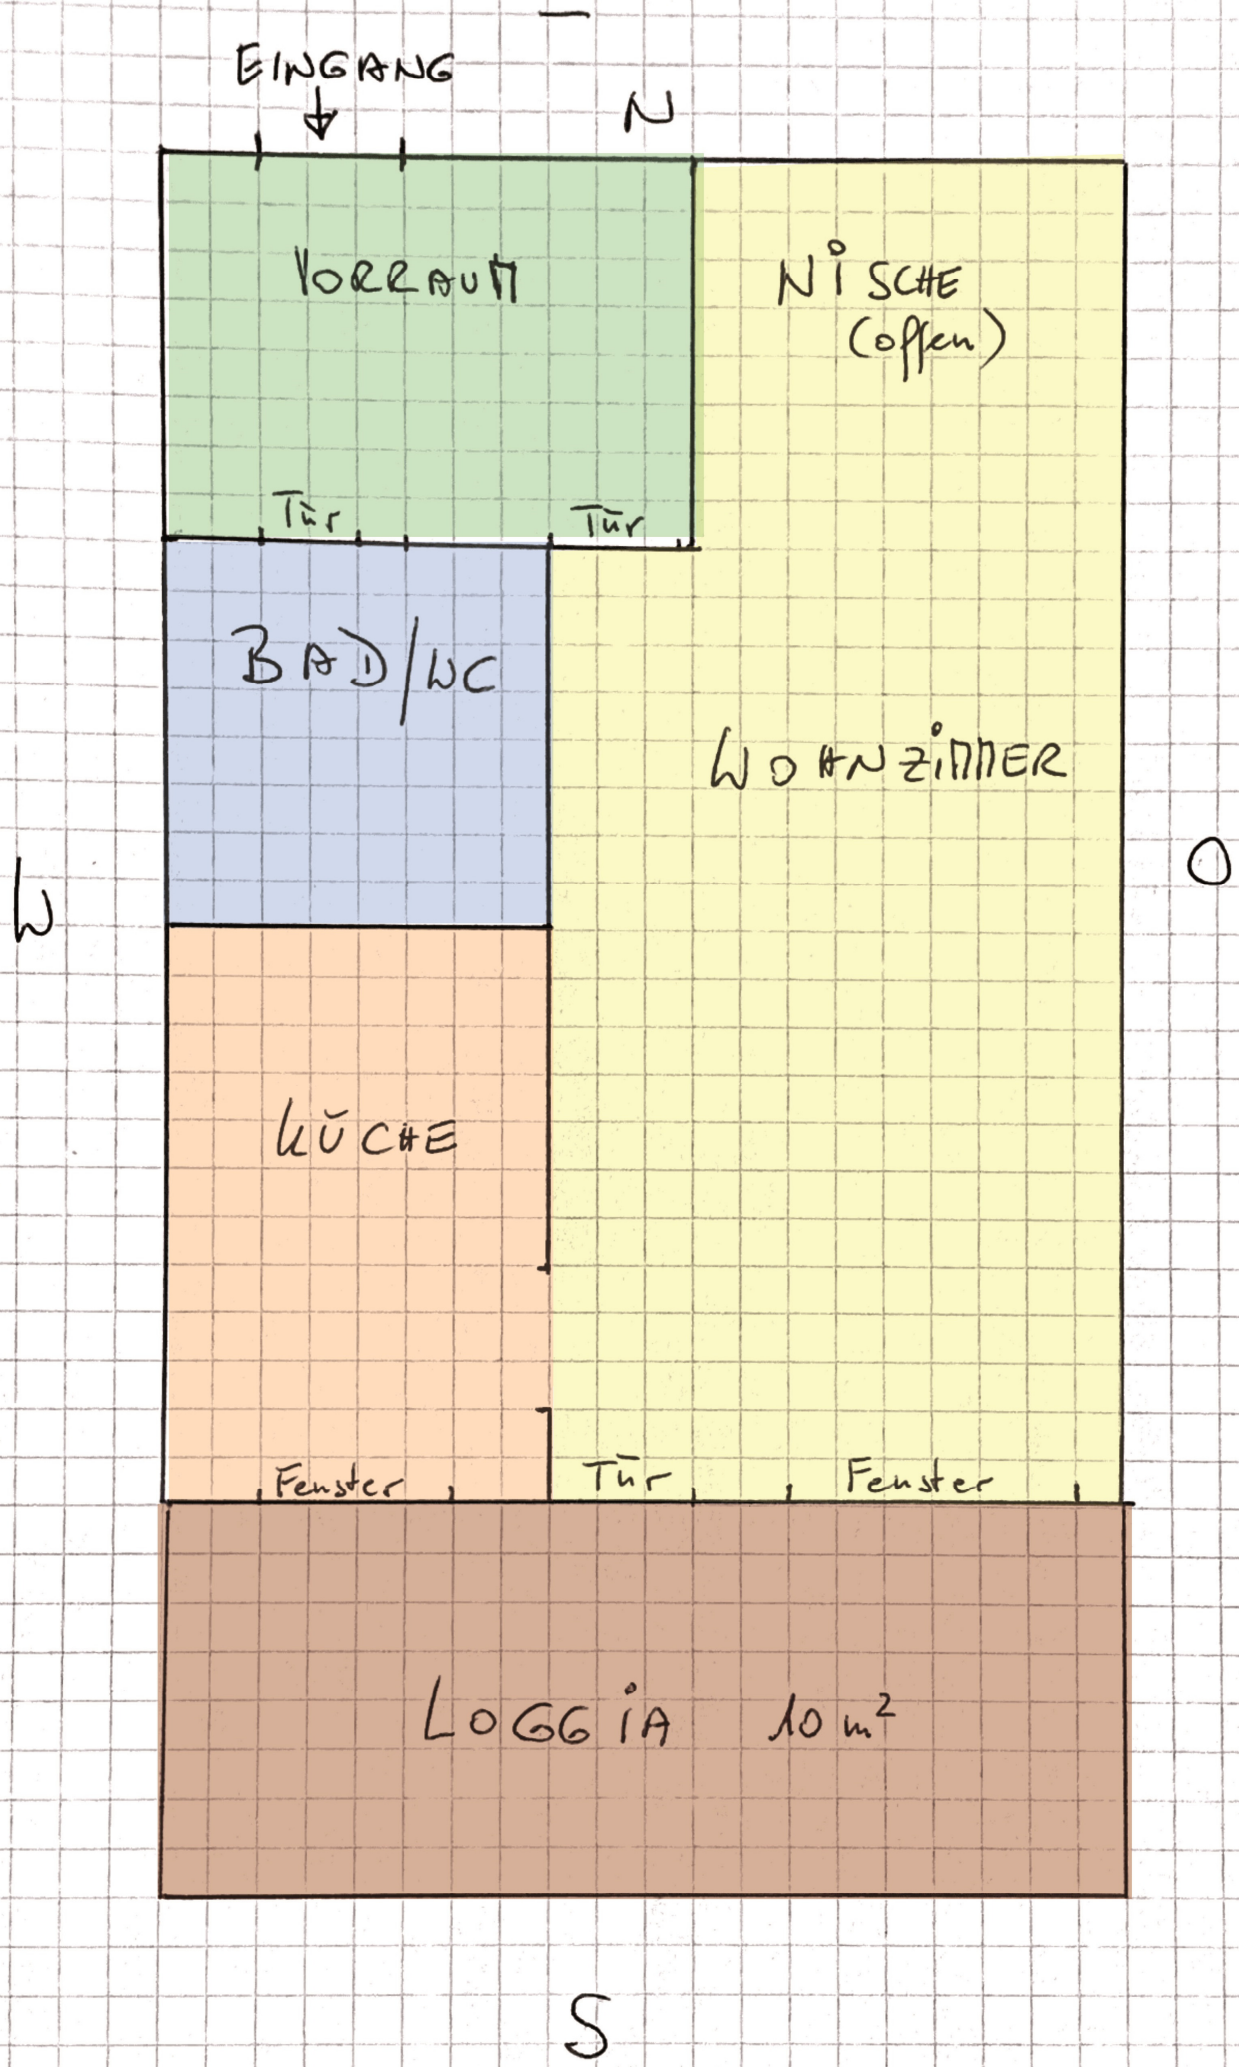 EINGANG
N
VORRAUM
NiSCHE
(offen)
Tür
Tür
BAD/WC
WOHNZiMMER
W
O
KÜCHE
Fenster
Tür
Fenster
LOGGiA 10 m²
S